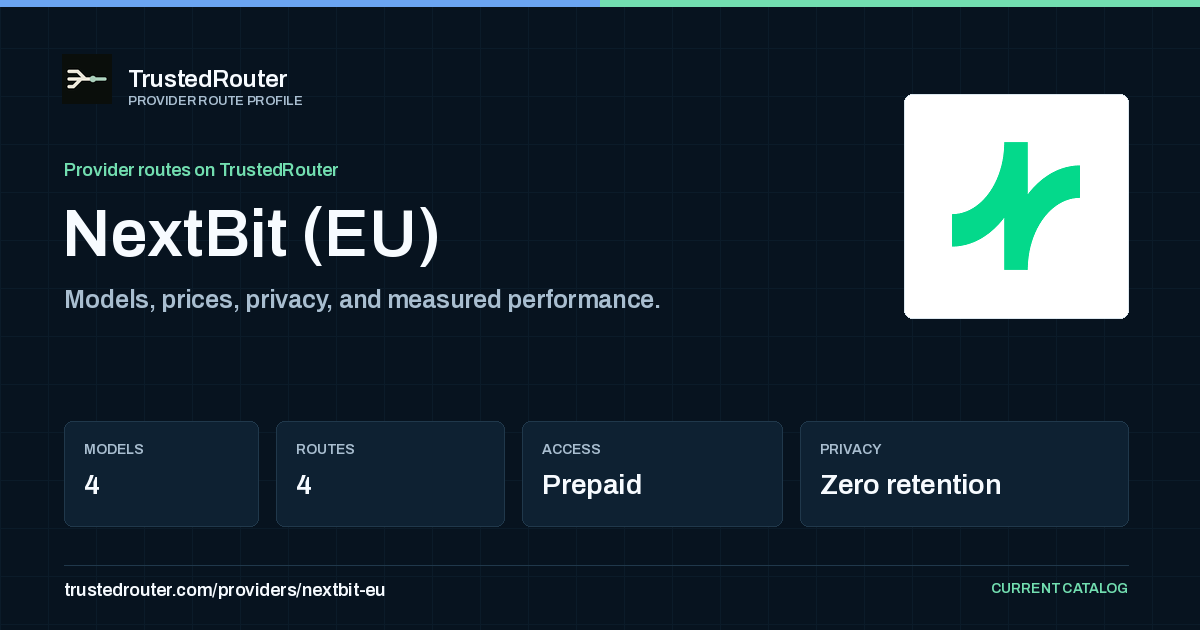 TrustedRouter
PROVIDER ROUTE PROFILE
Provider routes on TrustedRouter
NextBit (EU)
Models, prices, privacy, and measured performance.
MODELS
4
ROUTES
4
ACCESS
Prepaid
PRIVACY
Zero retention
trustedrouter.com/providers/nextbit-eu
CURRENT CATALOG